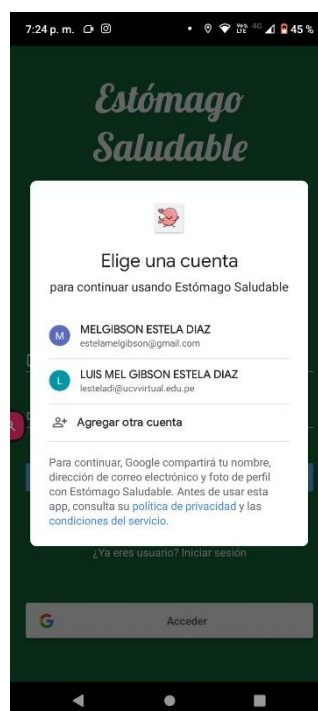 7:24 p. m.
45 %
Estómago
Saludable
Elige una cuenta
para continuar usando Estómago Saludable
M
MELGIBSON ESTELA DIAZ
estelamelgibson@gmail.com
L
LUIS MEL GIBSON ESTELA DIAZ
lesteladi@ucvvirtual.edu.pe
Agregar otra cuenta
Para continuar, Google compartirá tu nombre,
dirección de correo electrónico y foto de perfil
con Estómago Saludable. Antes de usar esta
app, consulta su política de privacidad y las
condiciones del servicio.
¿Ya eres usuario? Iniciar sesión
G
Acceder